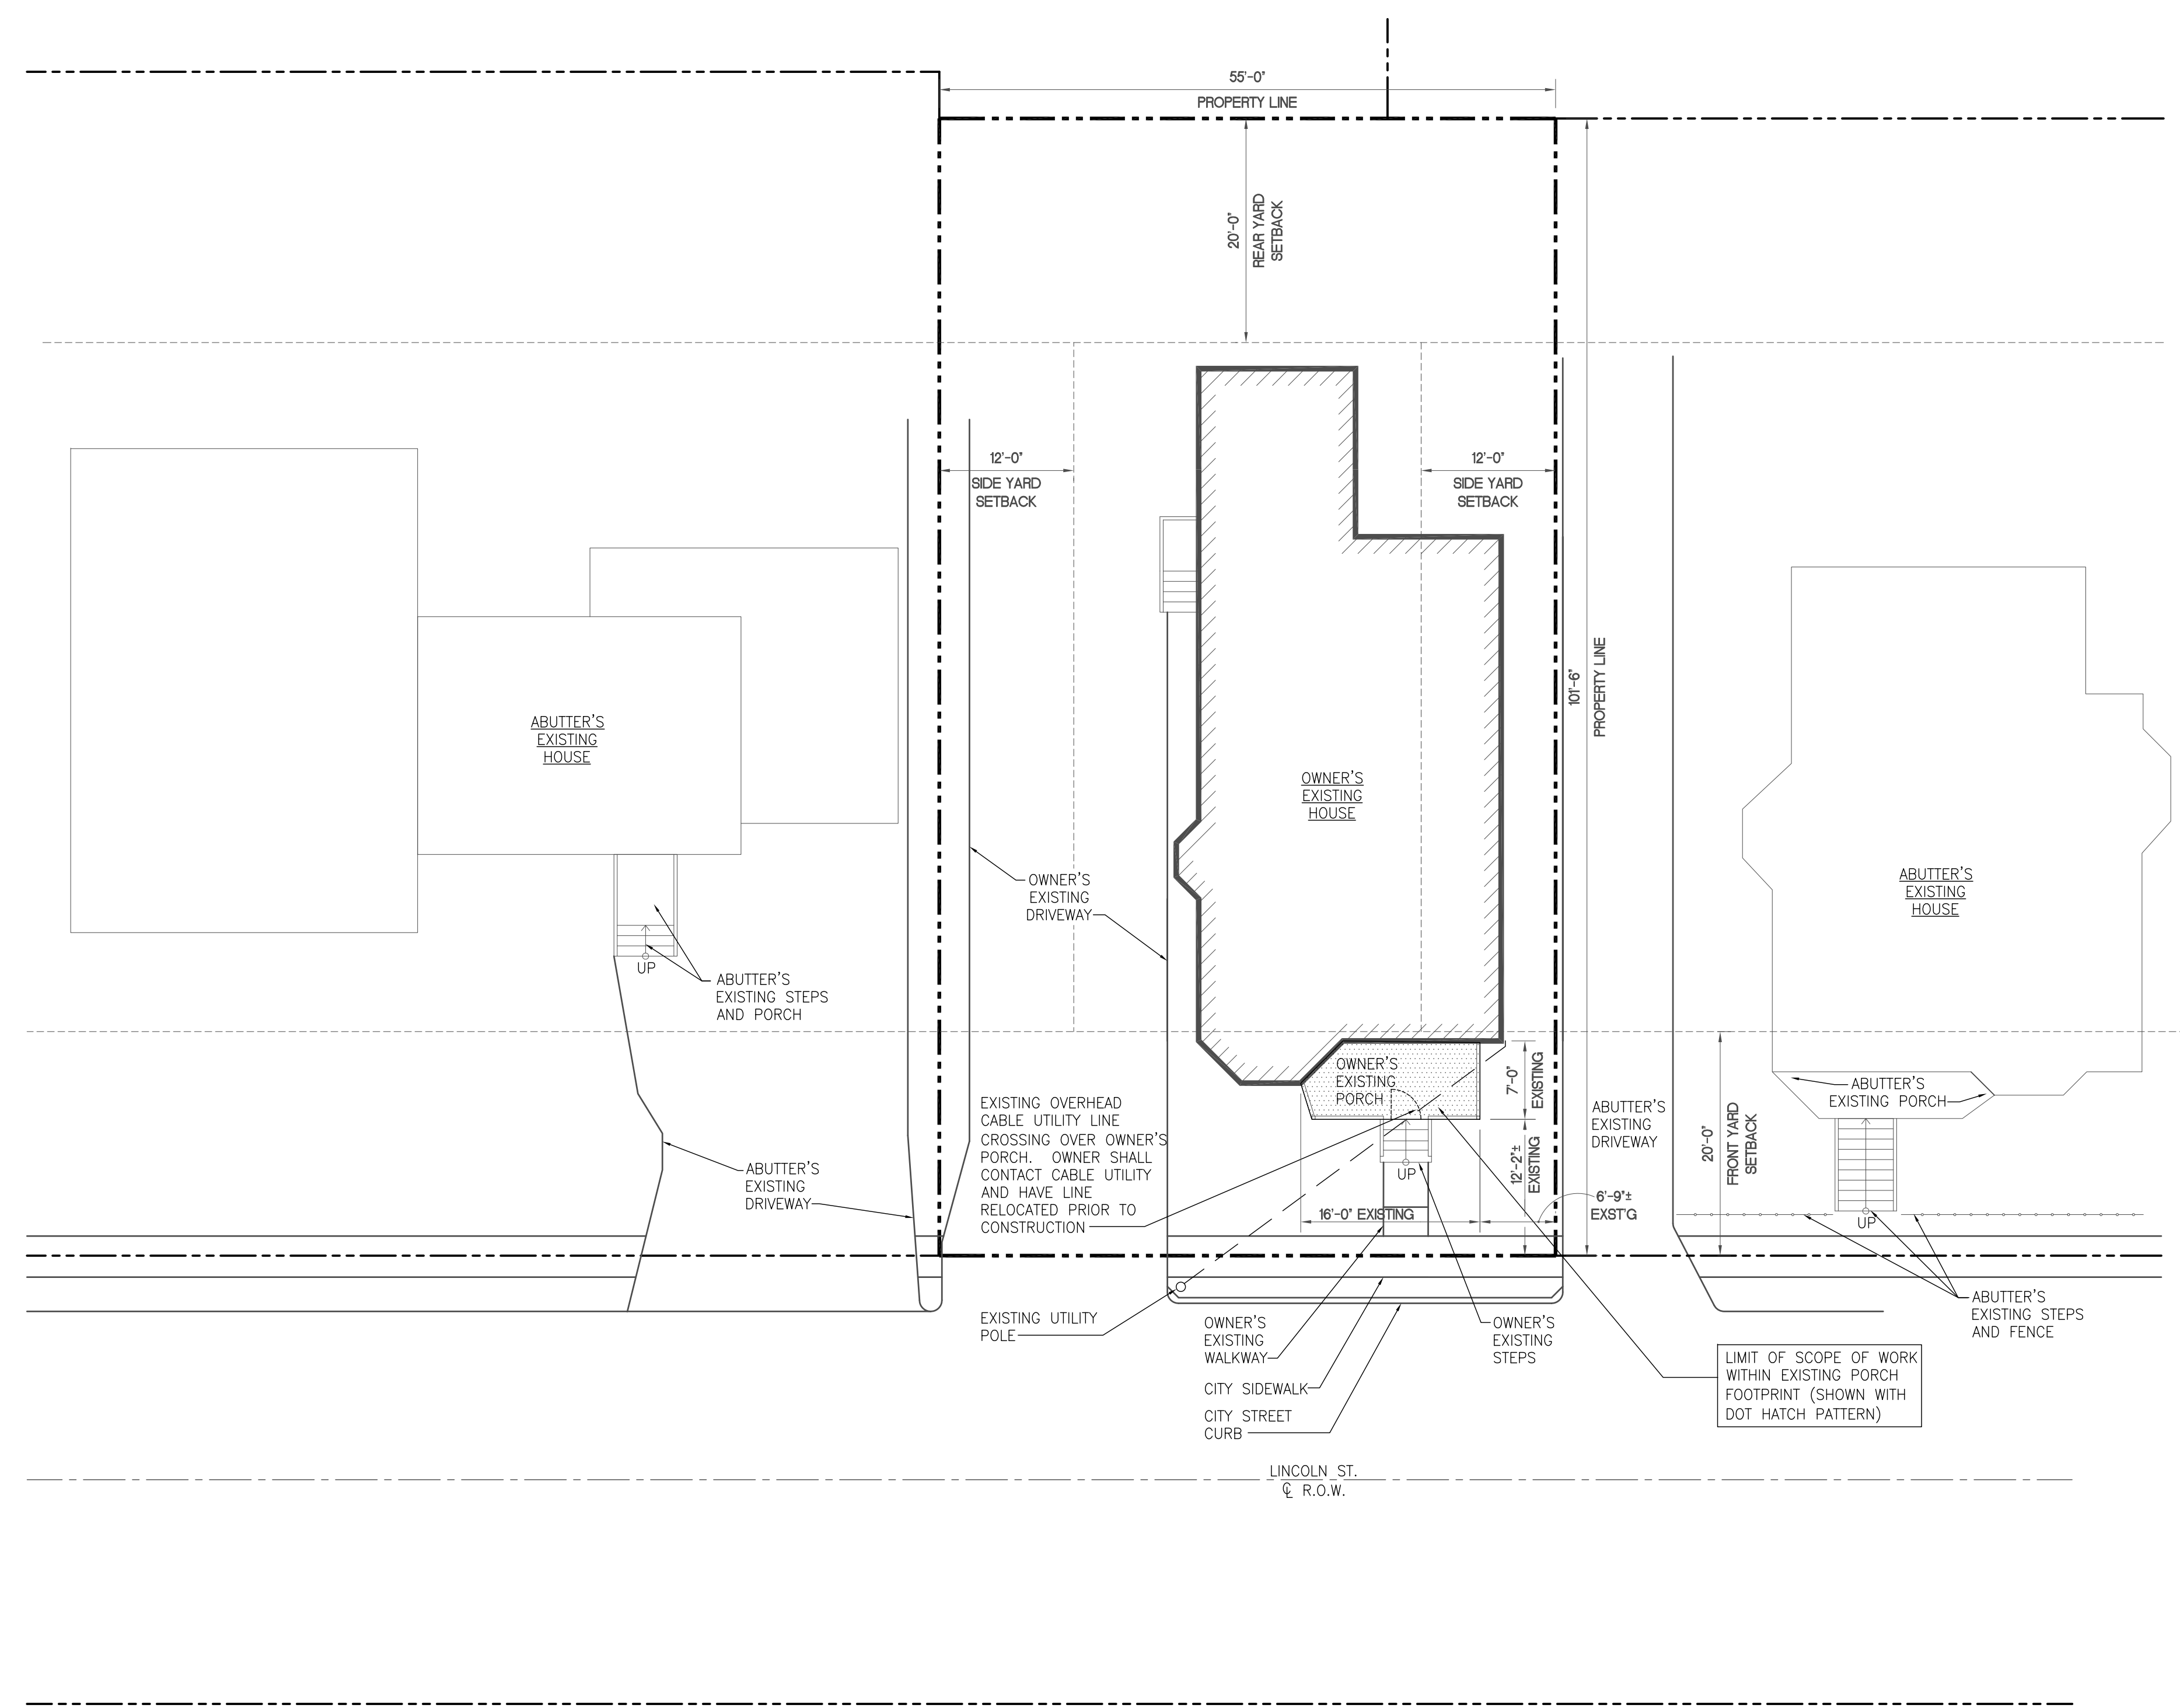 55'-0"
PROPERTY LINE
20'-0"
REAR YARD
SETBACK
12'-0"
SIDE YARD
SETBACK
12'-0"
SIDE YARD
SETBACK
101'-6"
PROPERTY LINE
ABUTTER'S
EXISTING
HOUSE
OWNER'S
EXISTING
HOUSE
ABUTTER'S
EXISTING
HOUSE
OWNER'S
EXISTING
DRIVEWAY
UP
ABUTTER'S
EXISTING STEPS
AND PORCH
OWNER'S
EXISTING
PORCH
7'-0"
EXISTING
12'-2"±
EXISTING
ABUTTER'S
EXISTING PORCH
ABUTTER'S
EXISTING
DRIVEWAY
20'-0"
FRONT YARD
SETBACK
EXISTING OVERHEAD
CABLE UTILITY LINE
CROSSING OVER OWNER'S
PORCH. OWNER SHALL
CONTACT CABLE UTILITY
AND HAVE LINE
RELOCATED PRIOR TO
CONSTRUCTION
ABUTTER'S
EXISTING
DRIVEWAY
UP
16'-0" EXISTING
6'-9"±
EXST'G
UP
EXISTING UTILITY
POLE
OWNER'S
EXISTING
WALKWAY
OWNER'S
EXISTING
STEPS
ABUTTER'S
EXISTING STEPS
AND FENCE
CITY SIDEWALK
CITY STREET
CURB
LIMIT OF SCOPE OF WORK
WITHIN EXISTING PORCH
FOOTPRINT (SHOWN WITH
DOT HATCH PATTERN)
LINCOLN ST.
℄ R.O.W.